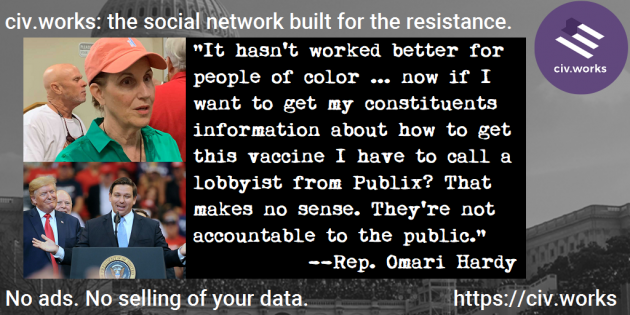 civ.works: the social network built for the resistance.
civ.works
"It hasn't worked better for
people of color ... now if I
want to get my constituents
information about how to get
this vaccine I have to call a
lobbyist from Publix? That
makes no sense. They're not
accountable to the public."
--Rep. Omari Hardy
No ads. No selling of your data.
https://civ.works